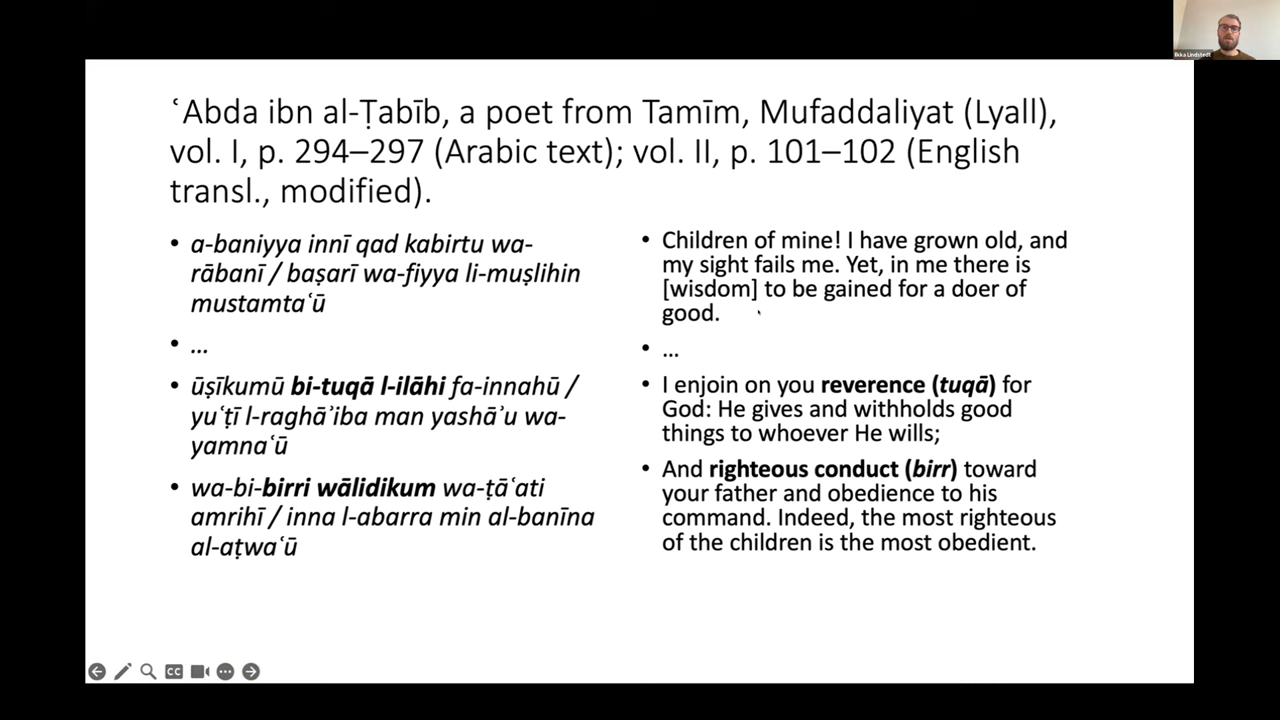 ʿAbda ibn al-Ṭabīb, a poet from Tamīm, Mufaddaliyat (Lyall),
vol. I, p. 294–297 (Arabic text); vol. II, p. 101–102 (English
transl., modified).
• a-baniyya innī qad kabirtu wa-
rābanī / baṣarī wa-fiyya li-muṣlihin
mustamtaʿū
• ...
• ūṣīkumū bi-tuqā l-ilāhi fa-innahū /
yuʿṭī l-raghāʾiba man yashāʾu wa-
yamnaʿū
• wa-bi-birri wālidikum wa-ṭāʿati
amrihī / inna l-abarra min al-banīna
al-aṭwaʿū
• Children of mine! I have grown old, and
my sight fails me. Yet, in me there is
[wisdom] to be gained for a doer of
good.
• ...
• I enjoin on you reverence (tuqā) for
God: He gives and withholds good
things to whoever He wills;
• And righteous conduct (birr) toward
your father and obedience to his
command. Indeed, the most righteous
of the children is the most obedient.
Ilkka Lindstedt
CC